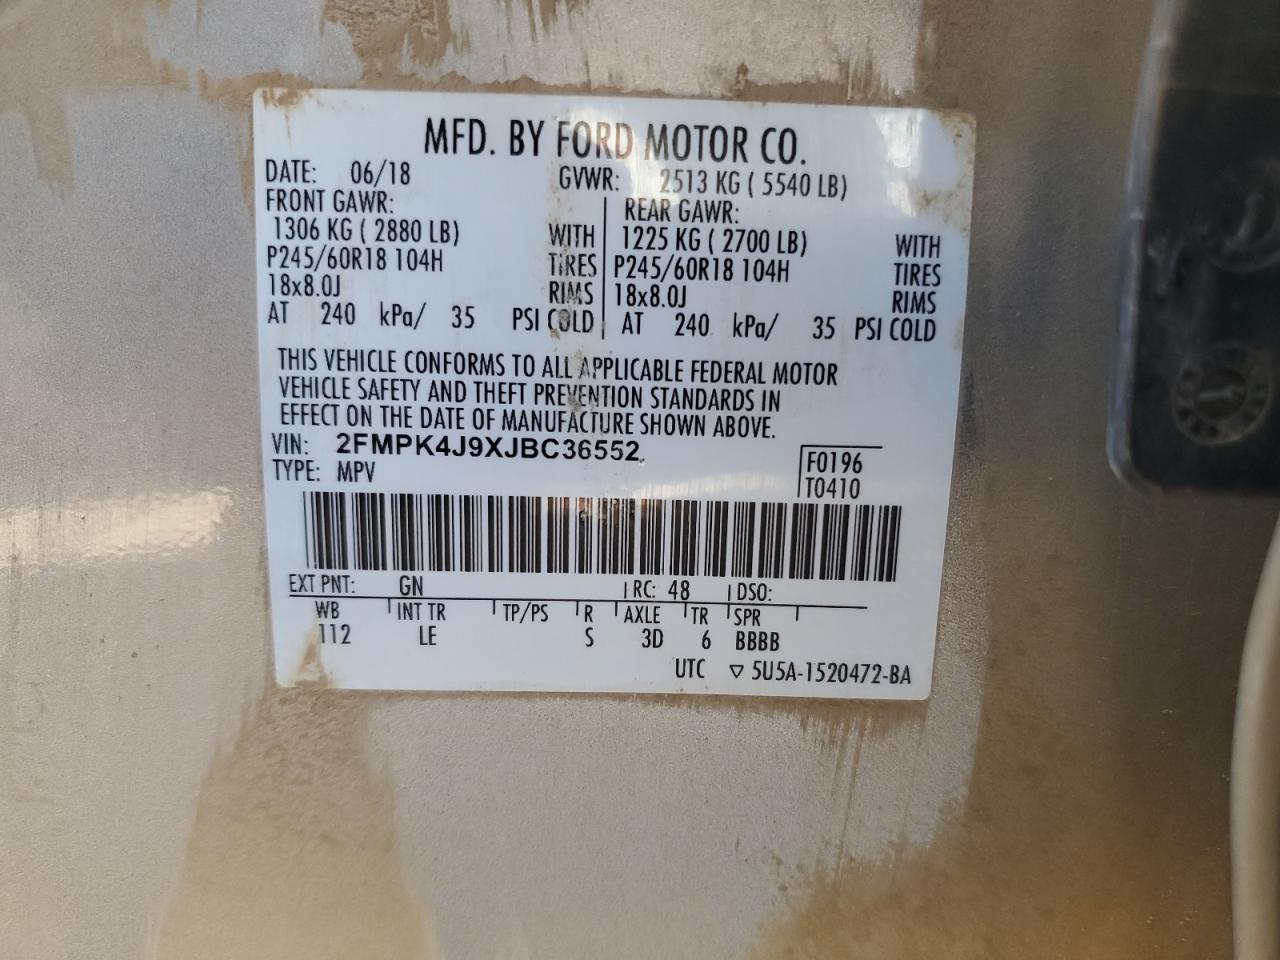 MFD. BY FORD MOTOR CO.
DATE: 06/18 GVWR: 2513 KG ( 5540 LB)
FRONT GAWR: REAR GAWR:
1306 KG ( 2880 LB) WITH 1225 KG ( 2700 LB) WITH
P245/60R18 104H TIRES P245/60R18 104H TIRES
18x8.0J RIMS 18x8.0J RIMS
AT 240 kPa/ 35 PSI COLD AT 240 kPa/ 35 PSI COLD
THIS VEHICLE CONFORMS TO ALL APPLICABLE FEDERAL MOTOR
VEHICLE SAFETY AND THEFT PREVENTION STANDARDS IN
EFFECT ON THE DATE OF MANUFACTURE SHOWN ABOVE.
VIN: 2FMPK4J9XJBC36552
TYPE: MPV
F0196
T0410
EXT PNT: GN RC: 48 DSO:
WB INT TR TP/PS R AXLE TR SPR
112 LE S 3D 6 BBBB
UTC ▽ 5U5A-1520472-BA